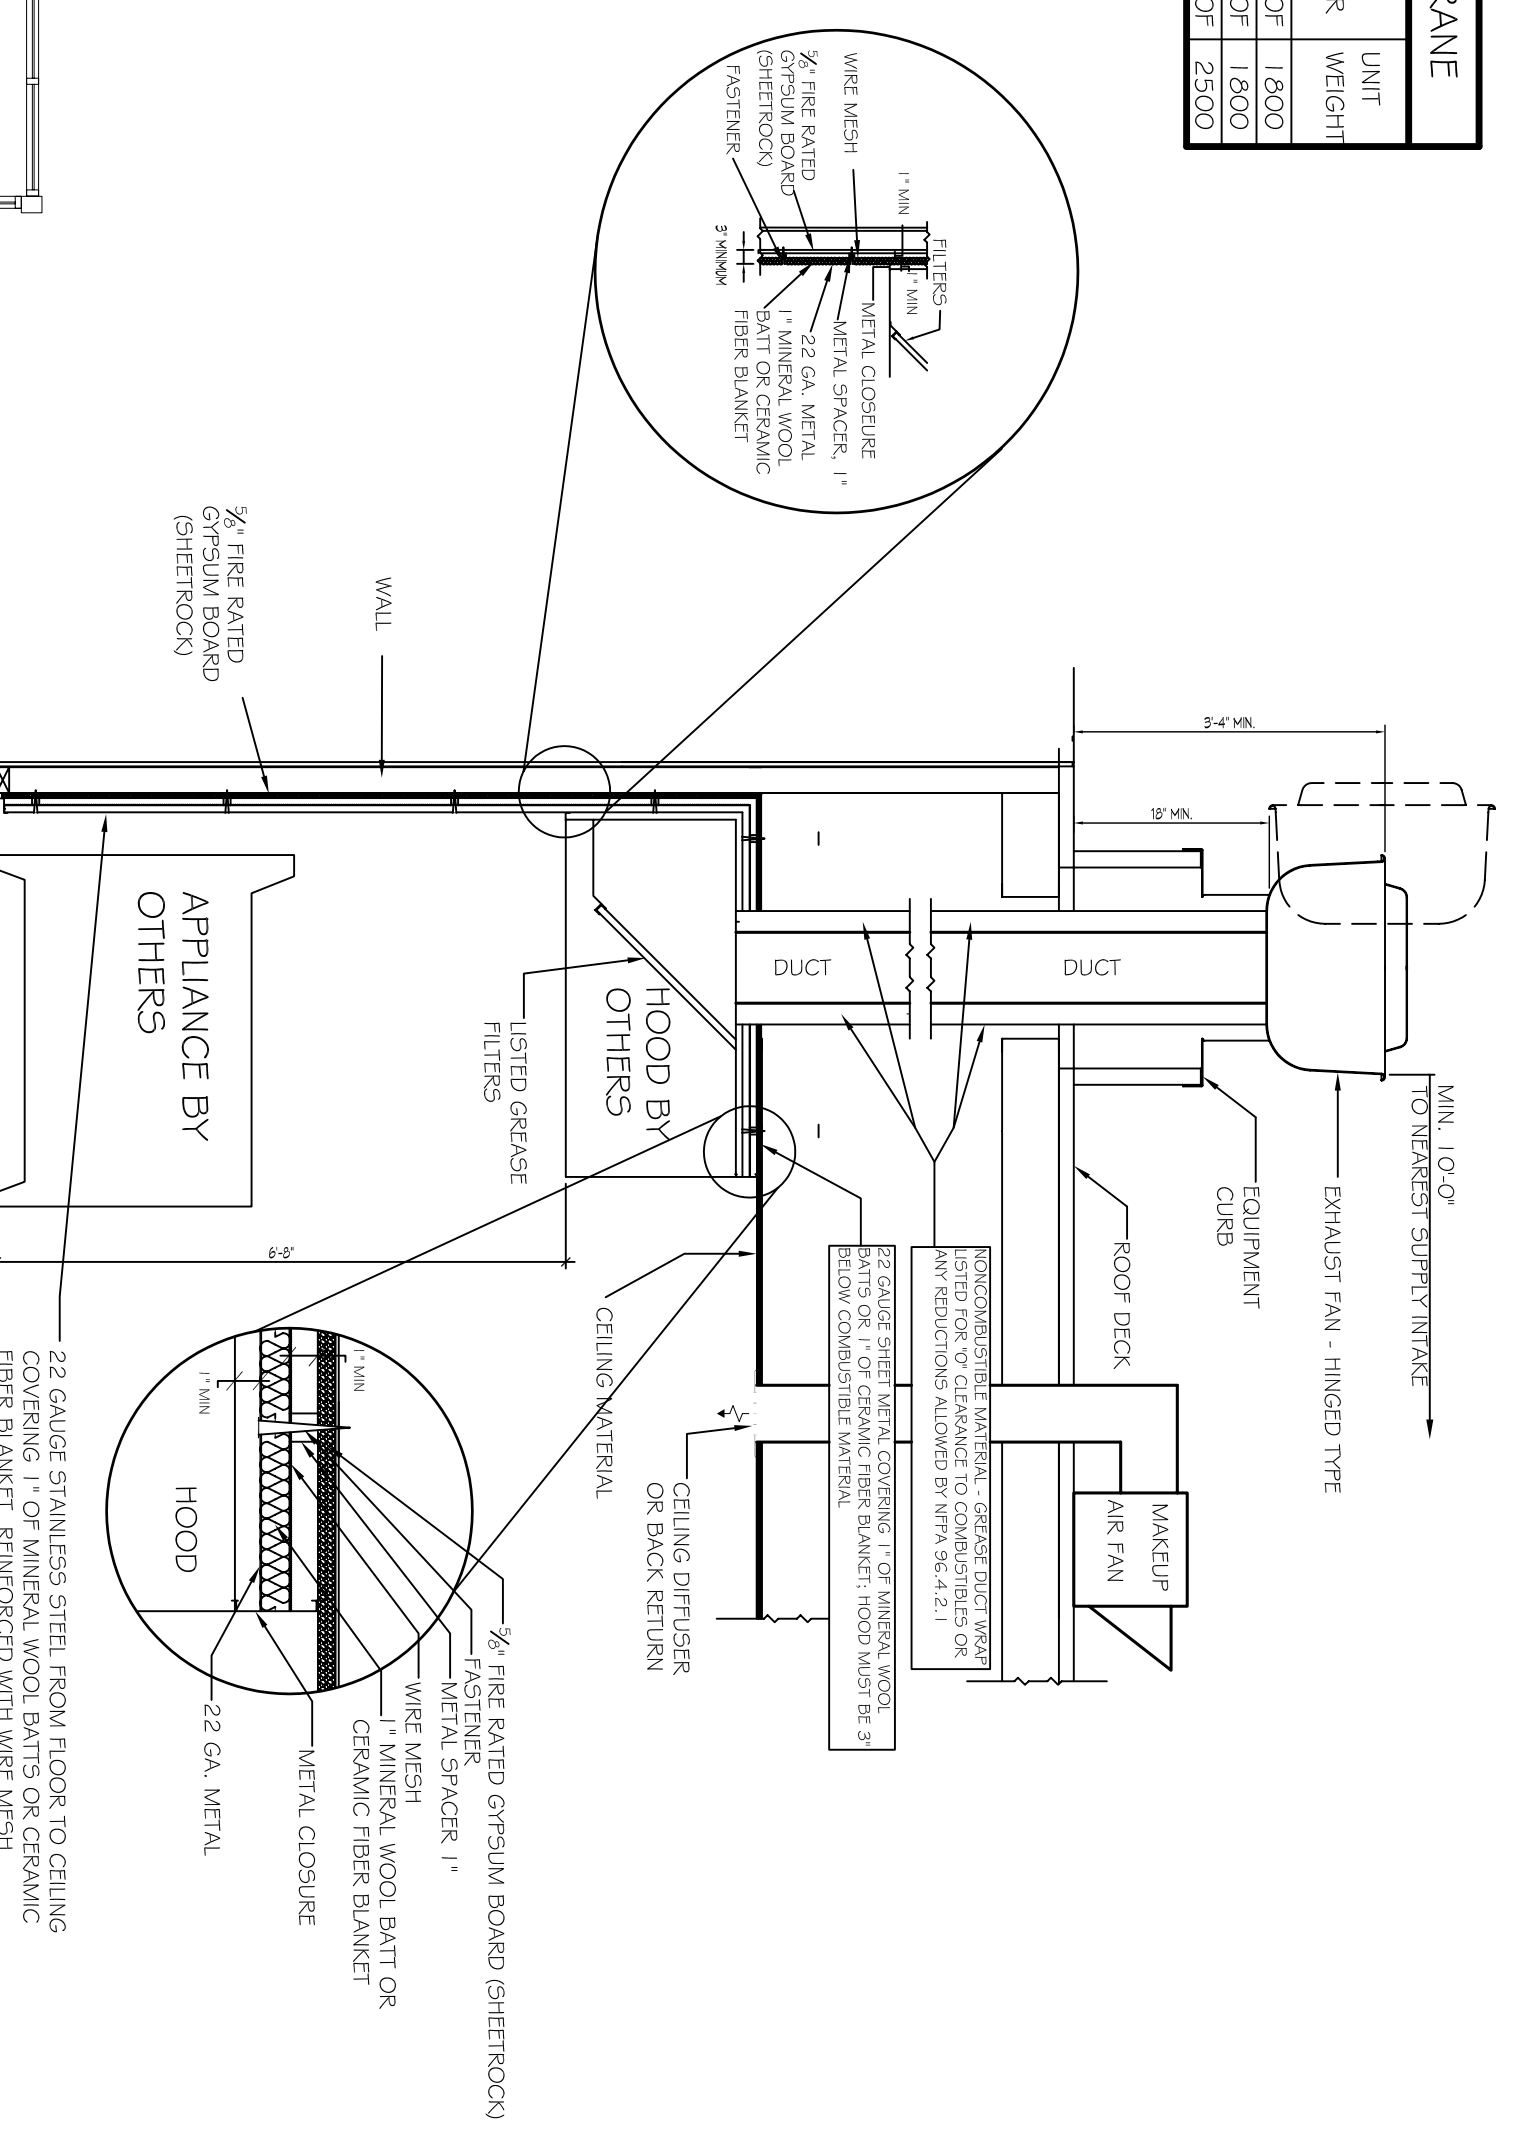 RANE
UNIT
WEIGHT
R
OF 1800
OF 1800
OF 2500
WIRE MESH
5/8" FIRE RATED
GYPSUM BOARD
(SHEETROCK)
FASTENER
1" MIN
FILTERS
1" MIN
3" MINIMUM
METAL CLOSEURE
METAL SPACER, 1"
22 GA. METAL
1" MINERAL WOOL
BATT OR CERAMIC
FIBER BLANKET
3'-4" MIN.
18" MIN.
MIN. 10'-0"
TO NEAREST SUPPLY INTAKE
EXHAUST FAN - HINGED TYPE
EQUIPMENT
CURB
ROOF DECK
DUCT
DUCT
MAKEUP
AIR FAN
NONCOMBUSTIBLE MATERIAL - GREASE DUCT WRAP
LISTED FOR "0" CLEARANCE TO COMBUSTIBLES OR
ANY REDUCTIONS ALLOWED BY NFPA 96.4.2.1
22 GAUGE SHEET METAL COVERING 1" OF MINERAL WOOL
BATTS OR 1" OF CERAMIC FIBER BLANKET; HOOD MUST BE 3"
BELOW COMBUSTIBLE MATERIAL
CEILING DIFFUSER
OR BACK RETURN
CEILING MATERIAL
HOOD BY
OTHERS
LISTED GREASE
FILTERS
WALL
5/8" FIRE RATED
GYPSUM BOARD
(SHEETROCK)
6'-8"
APPLIANCE BY
OTHERS
1" MIN
1" MIN
HOOD
5/8" FIRE RATED GYPSUM BOARD (SHEETROCK)
FASTENER
METAL SPACER 1"
WIRE MESH
1" MINERAL WOOL BATT OR
CERAMIC FIBER BLANKET
METAL CLOSURE
22 GA. METAL
22 GAUGE STAINLESS STEEL FROM FLOOR TO CEILING
COVERING 1" OF MINERAL WOOL BATTS OR CERAMIC
FIBER BLANKET REINFORCED WITH WIRE MESH